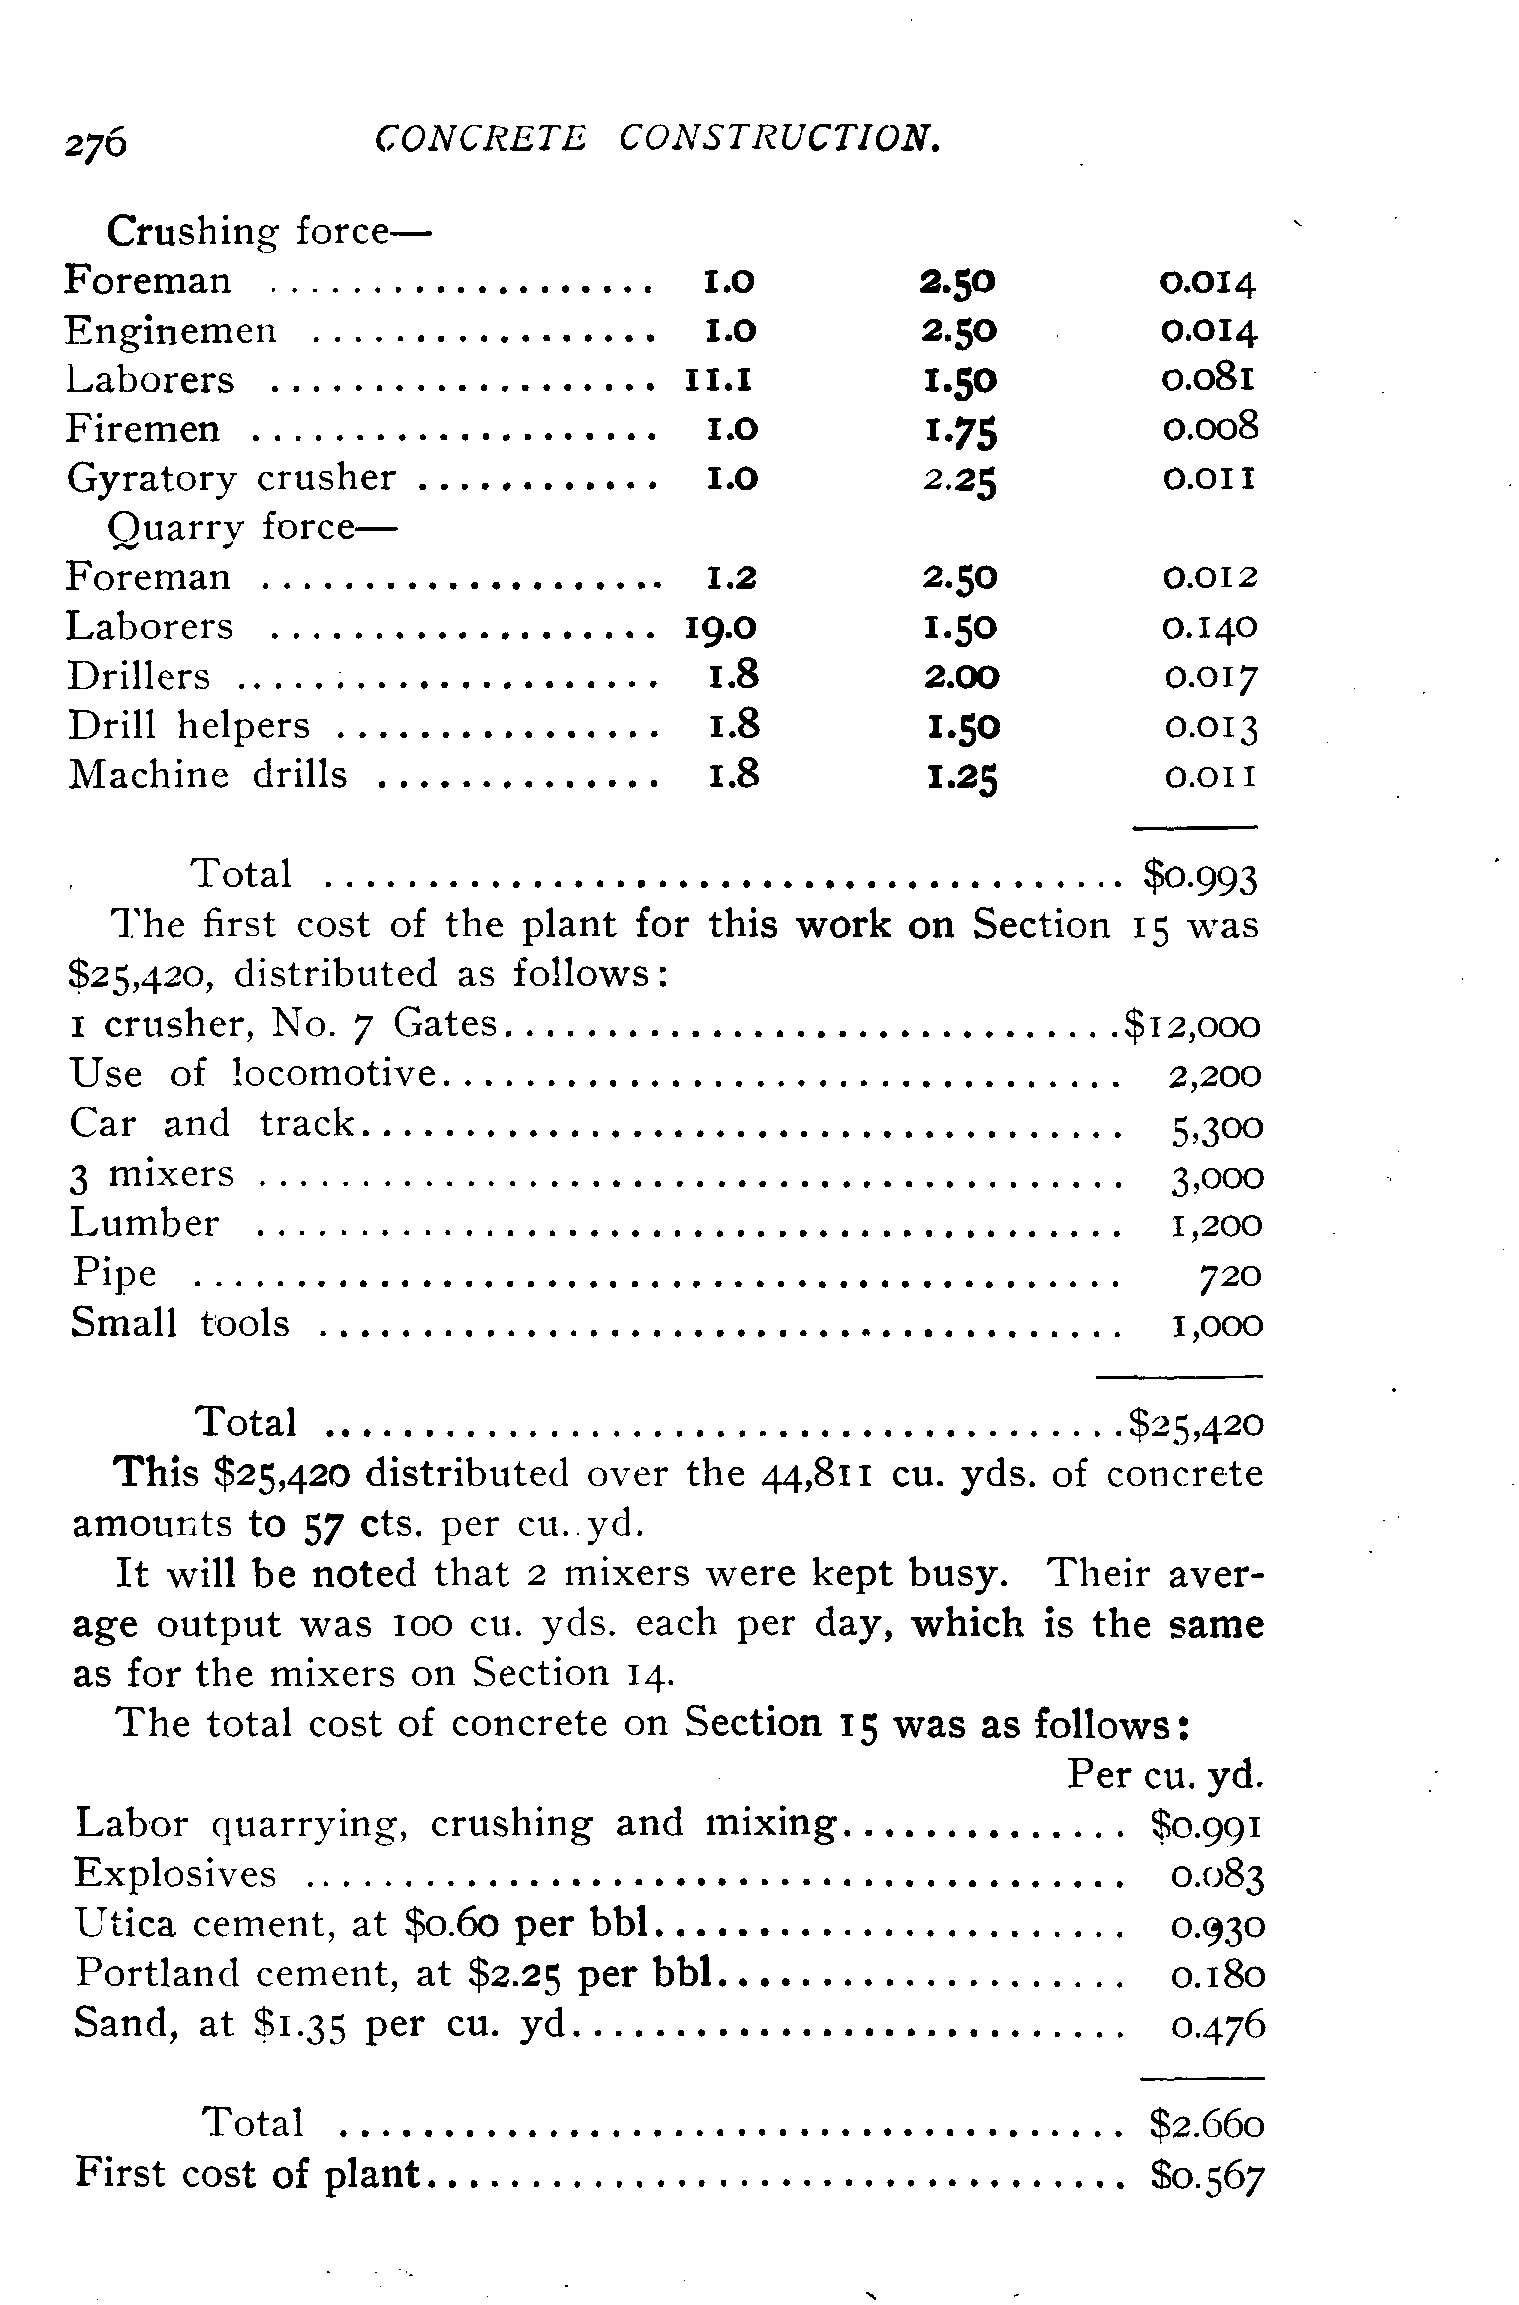 276 CONCRETE CONSTRUCTION.
Crushing force—
Foreman ................... 1.0 2.50 0.014
Enginemen ................. 1.0 2.50 0.014
Laborers ................... 11.1 1.50 0.081
Firemen .................... 1.0 1.75 0.008
Gyratory crusher ............ 1.0 2.25 0.011
Quarry force—
Foreman .................... 1.2 2.50 0.012
Laborers ................... 19.0 1.50 0.140
Drillers ..................... 1.8 2.00 0.017
Drill helpers ................ 1.8 1.50 0.013
Machine drills .............. 1.8 1.25 0.011
Total ....................................... $0.993
The first cost of the plant for this work on Section 15 was
$25,420, distributed as follows:
1 crusher, No. 7 Gates..............................$12,000
Use of locomotive................................. 2,200
Car and track..................................... 5,300
3 mixers .......................................... 3,000
Lumber .......................................... 1,200
Pipe ............................................. 720
Small tools ....................................... 1,000
Total .......................................$25,420
This $25,420 distributed over the 44,811 cu. yds. of concrete
amounts to 57 cts. per cu. yd.
It will be noted that 2 mixers were kept busy. Their aver-
age output was 100 cu. yds. each per day, which is the same
as for the mixers on Section 14.
The total cost of concrete on Section 15 was as follows:
Per cu. yd.
Labor quarrying, crushing and mixing.............. $0.991
Explosives ........................................ 0.083
Utica cement, at $0.60 per bbl....................... 0.930
Portland cement, at $2.25 per bbl.................... 0.180
Sand, at $1.35 per cu. yd........................... 0.476
Total ...................................... $2.660
First cost of plant.................................. $0.567